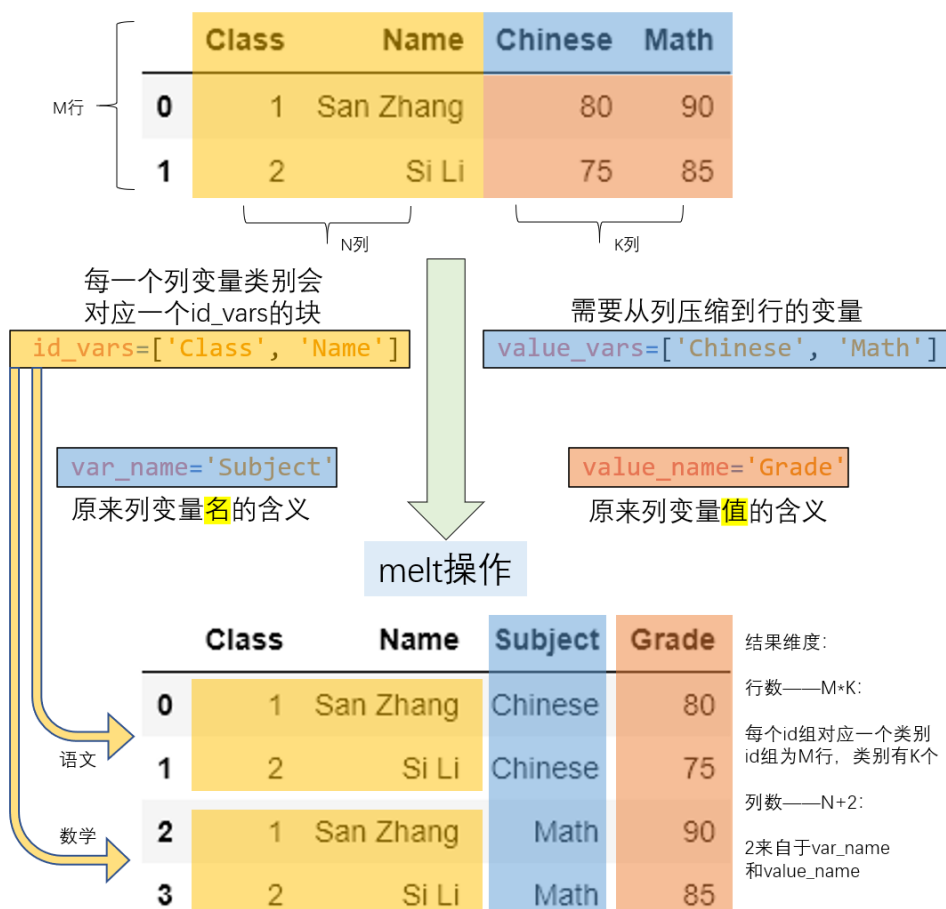 Class Name Chinese Math
M行
0 1 San Zhang 80 90
1 2 Si Li 75 85
N列
K列
每一个列变量类别会
对应一个id_vars的块
id_vars=['Class', 'Name']
需要从列压缩到行的变量
value_vars=['Chinese', 'Math']
var_name='Subject'
原来列变量名的含义
value_name='Grade'
原来列变量值的含义
melt操作
Class Name Subject Grade
0 1 San Zhang Chinese 80
1 2 Si Li Chinese 75
2 1 San Zhang Math 90
3 2 Si Li Math 85
语文
数学
结果维度：
行数——M*K：
每个id组对应一个类别
id组为M行，类别有K个
列数——N+2：
2来自于var_name
和value_name